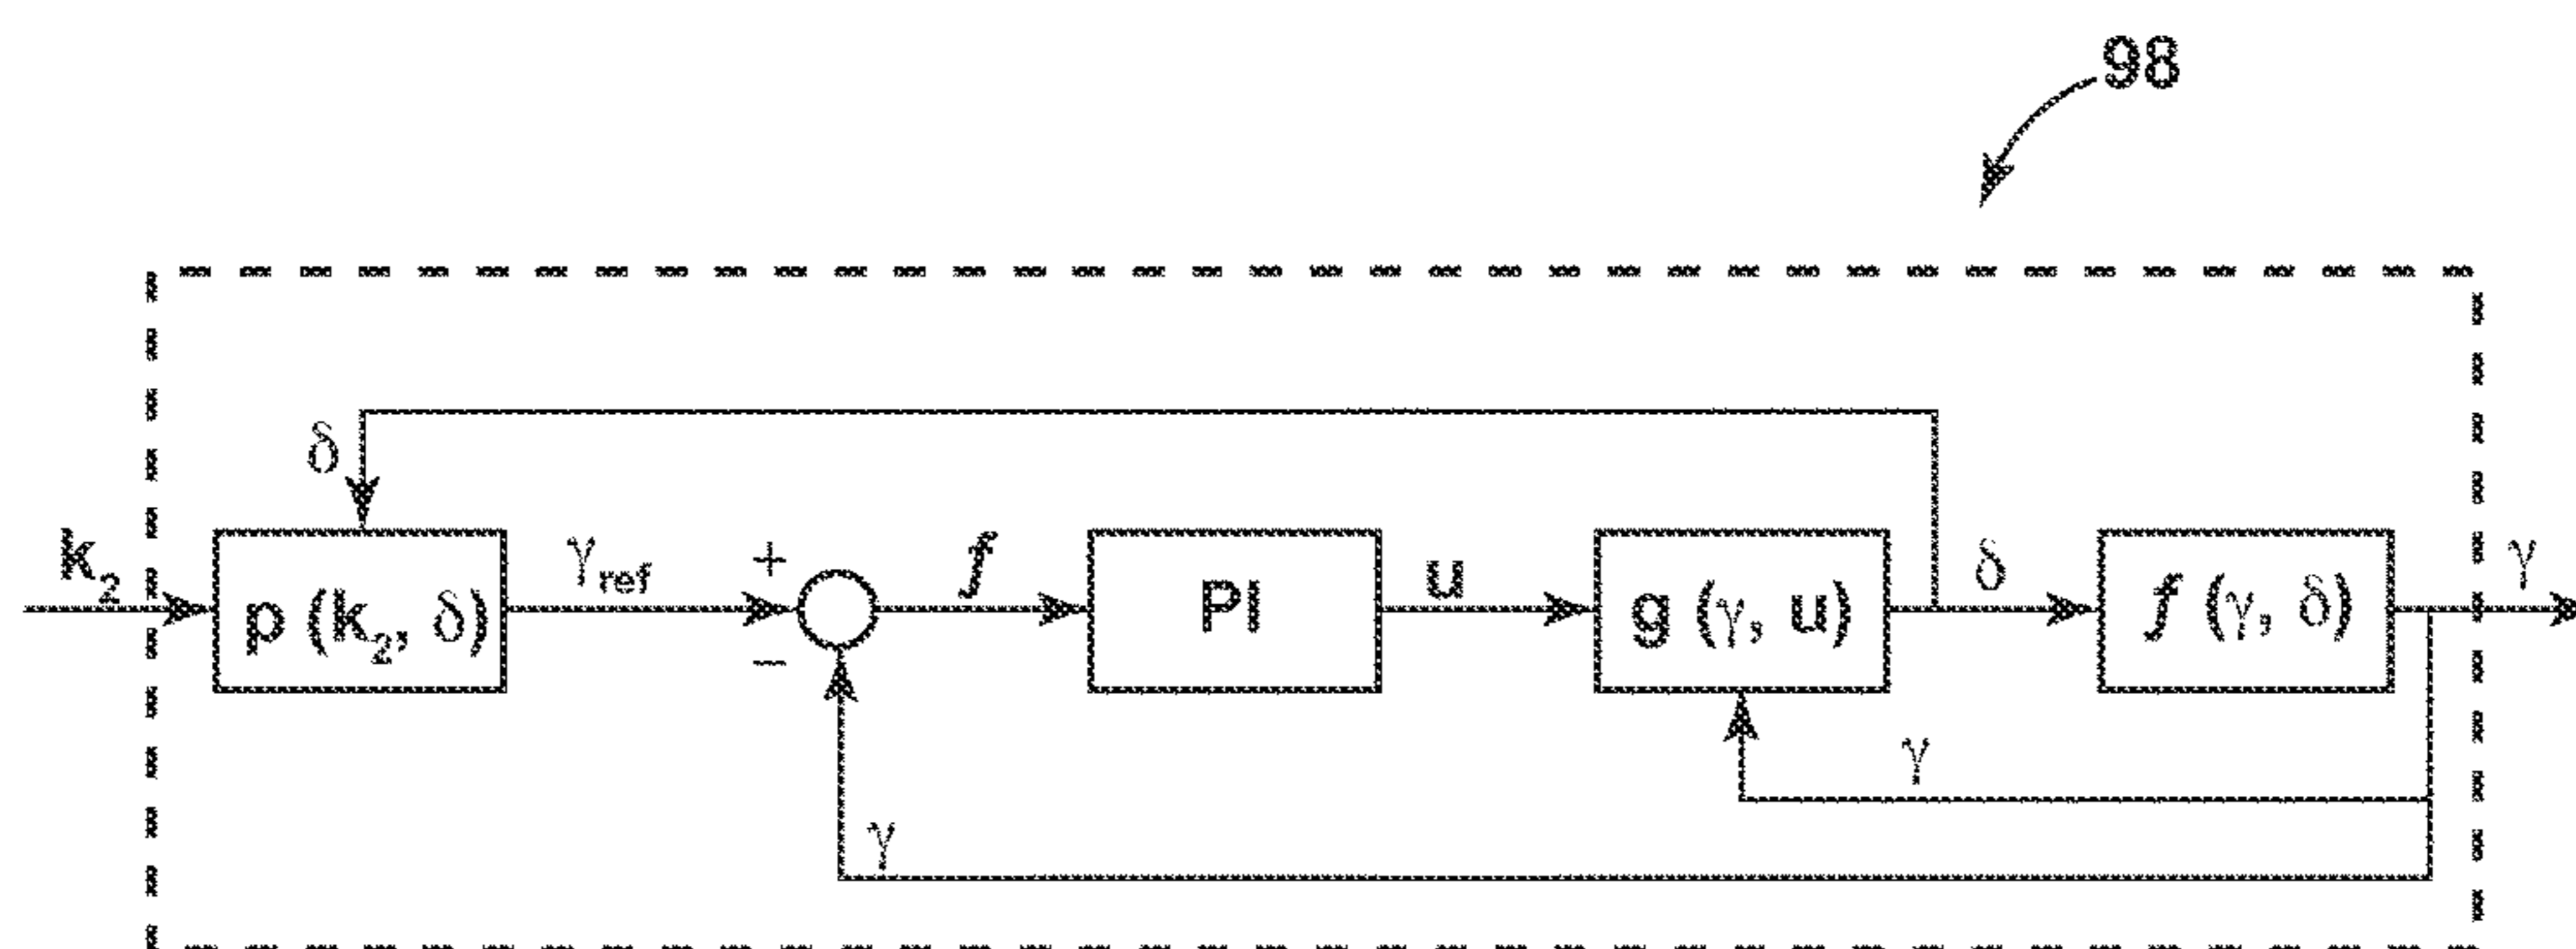 98
δ
k₂
p (k₂, δ)
γref
+
−
f
PI
u
g (γ, u)
δ
f (γ, δ)
γ
γ
γ